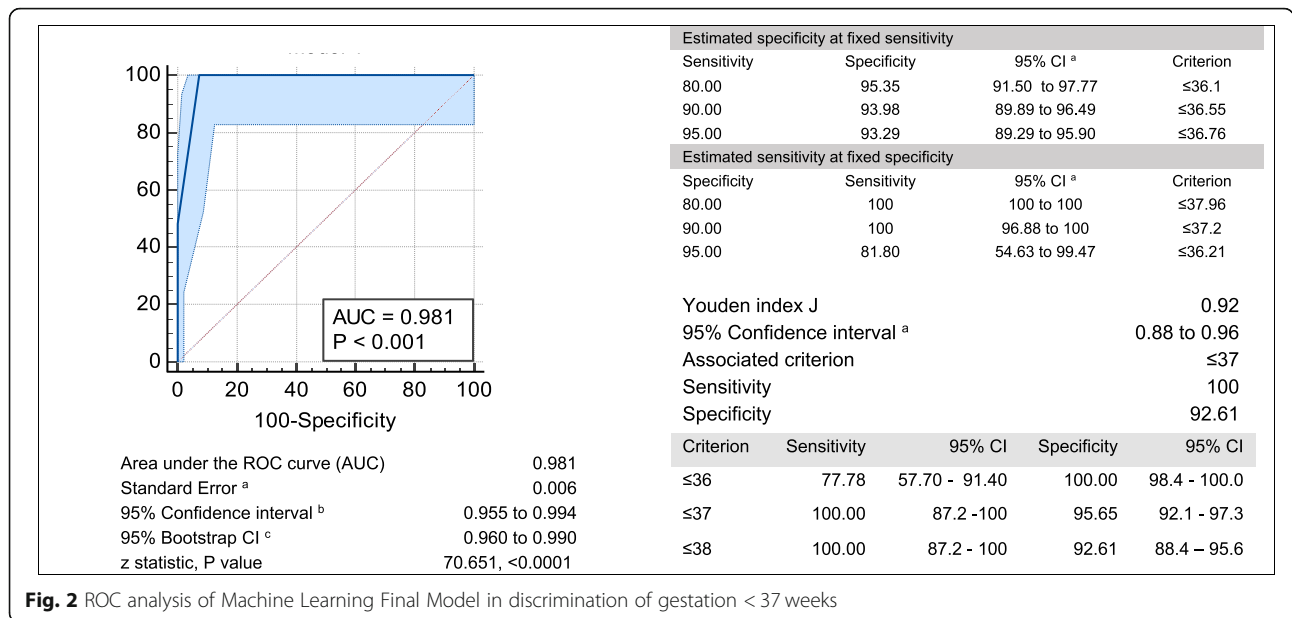 100
80
60
40
20
0
AUC = 0.981
P < 0.001
0 20 40 60 80 100
100-Specificity
Area under the ROC curve (AUC) 0.981
Standard Error a 0.006
95% Confidence interval b 0.955 to 0.994
95% Bootstrap CI c 0.960 to 0.990
z statistic, P value 70.651, <0.0001
Estimated specificity at fixed sensitivity
Sensitivity Specificity 95% CI a Criterion
80.00 95.35 91.50 to 97.77 ≤36.1
90.00 93.98 89.89 to 96.49 ≤36.55
95.00 93.29 89.29 to 95.90 ≤36.76
Estimated sensitivity at fixed specificity
Specificity Sensitivity 95% CI a Criterion
80.00 100 100 to 100 ≤37.96
90.00 100 96.88 to 100 ≤37.2
95.00 81.80 54.63 to 99.47 ≤36.21
Youden index J 0.92
95% Confidence interval a 0.88 to 0.96
Associated criterion ≤37
Sensitivity 100
Specificity 92.61
Criterion Sensitivity 95% CI Specificity 95% CI
≤36 77.78 57.70 - 91.40 100.00 98.4 - 100.0
≤37 100.00 87.2 -100 95.65 92.1 - 97.3
≤38 100.00 87.2 - 100 92.61 88.4 – 95.6
Fig. 2 ROC analysis of Machine Learning Final Model in discrimination of gestation < 37 weeks